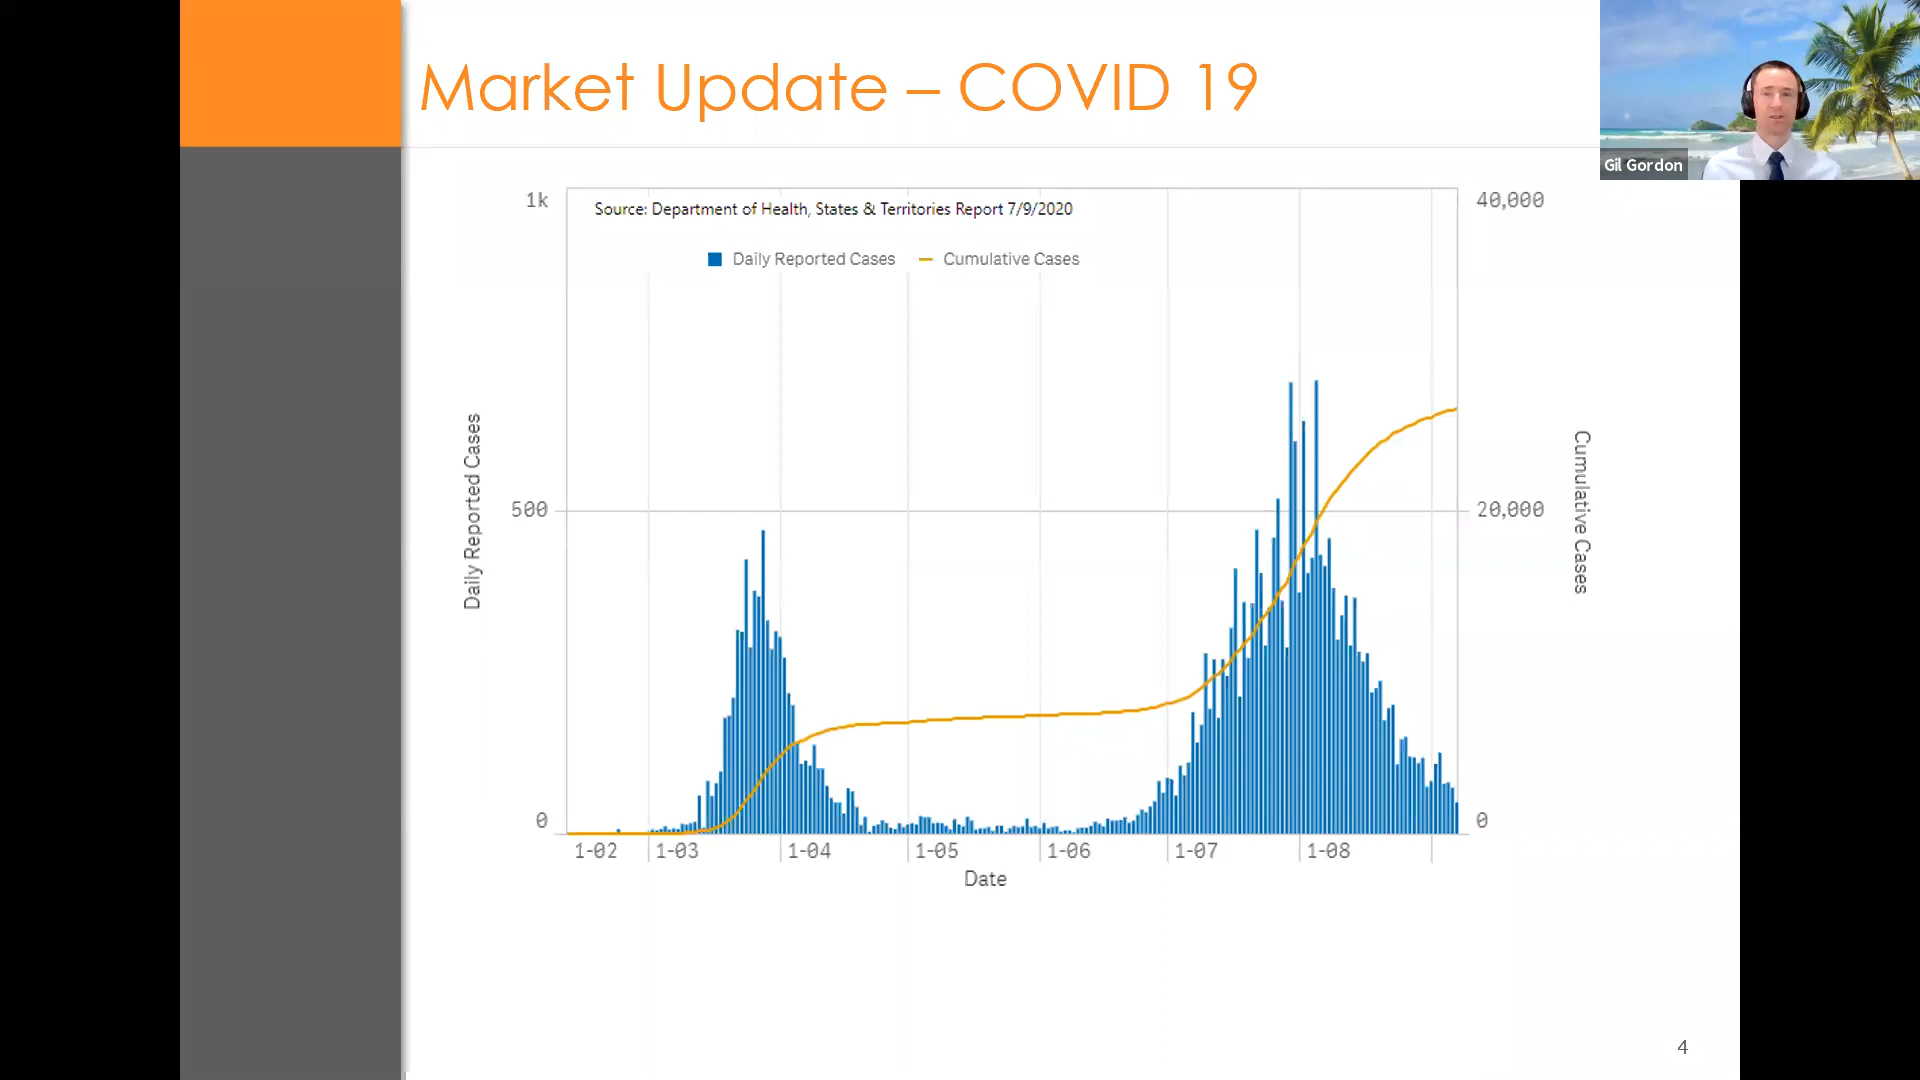 Market Update – COVID 19
Gil Gordon
1k
40,000
Source: Department of Health, States & Territories Report 7/9/2020
Daily Reported Cases
Cumulative Cases
Daily Reported Cases
500
20,000
Cumulative Cases
0
0
1-02
1-03
1-04
1-05
1-06
1-07
1-08
Date
4